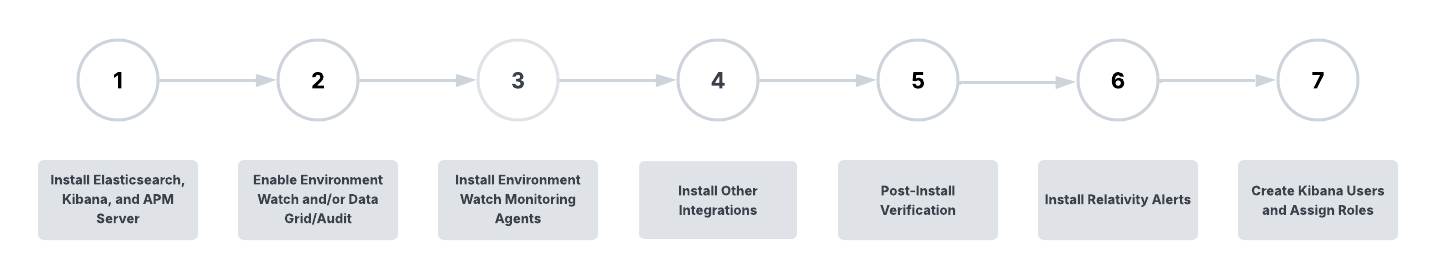 1
2
3
4
5
6
7
Install Elasticsearch,
Kibana, and APM
Server
Enable Environment
Watch and/or Data
Grid/Audit
Install Environment
Watch Monitoring
Agents
Install Other
Integrations
Post-Install
Verification
Install Relativity Alerts
Create Kibana Users
and Assign Roles